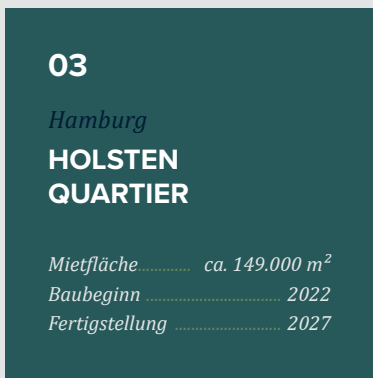 03
Hamburg
HOLSTEN
QUARTIER
Mietfläche............ ca. 149.000 m²
Baubeginn ............................... 2022
Fertigstellung ........................ 2027